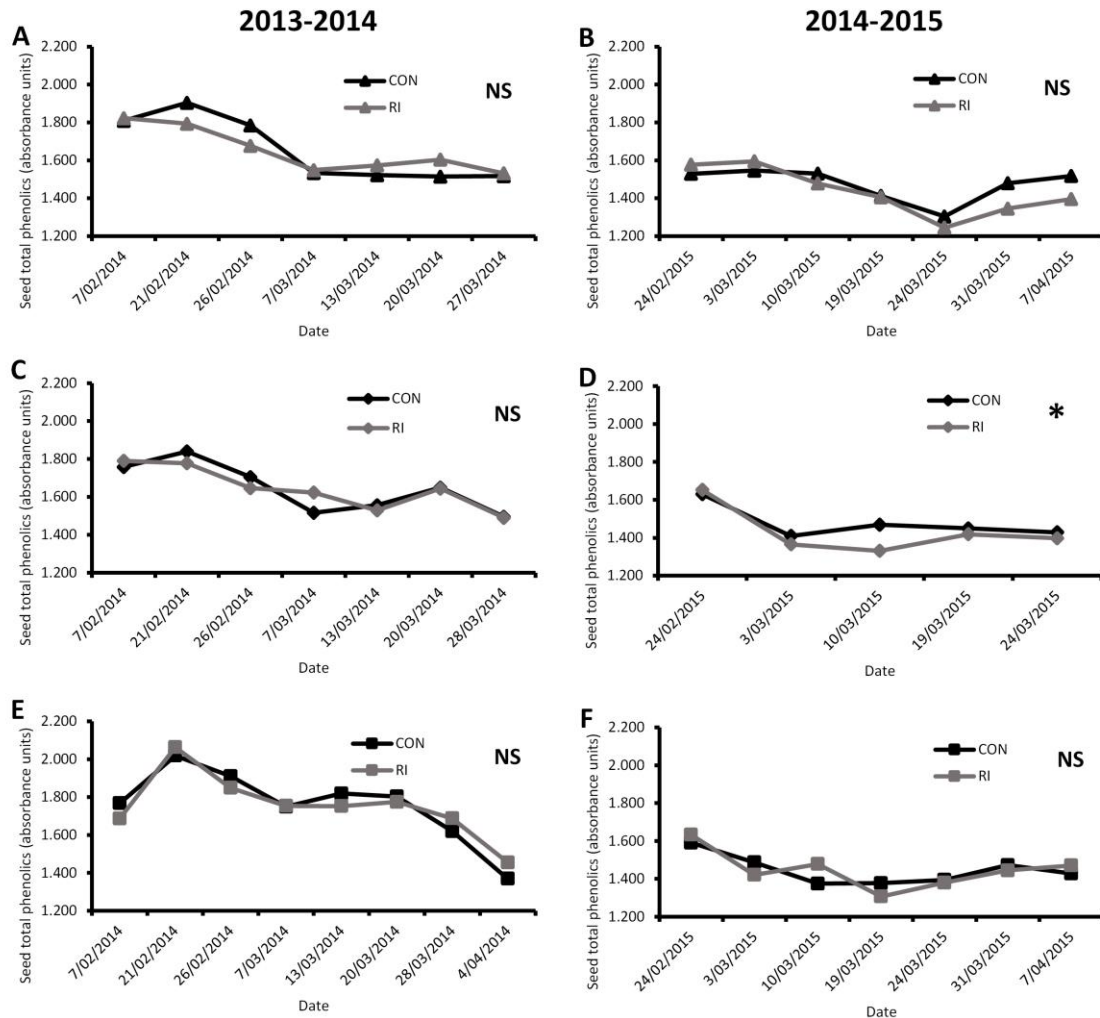 2013-2014
2014-2015
A
Seed total phenolics (absorbance units)
2.200
2.000
1.800
1.600
1.400
1.200
CON
RI
NS
7/02/2014
21/02/2014
26/02/2014
7/03/2014
13/03/2014
20/03/2014
27/03/2014
Date
B
Seed total phenolics (absorbance units)
2.200
2.000
1.800
1.600
1.400
1.200
CON
RI
NS
24/02/2015
3/03/2015
10/03/2015
19/03/2015
24/03/2015
31/03/2015
7/04/2015
Date
C
Seed total phenolics (absorbance units)
2.200
2.000
1.800
1.600
1.400
1.200
CON
RI
NS
7/02/2014
21/02/2014
26/02/2014
7/03/2014
13/03/2014
20/03/2014
28/03/2014
Date
D
Seed total phenolics (absorbance units)
2.200
2.000
1.800
1.600
1.400
1.200
CON
RI
*
24/02/2015
3/03/2015
10/03/2015
19/03/2015
24/03/2015
Date
E
Seed total phenolics (absorbance units)
2.200
2.000
1.800
1.600
1.400
1.200
CON
RI
NS
7/02/2014
21/02/2014
26/02/2014
7/03/2014
13/03/2014
20/03/2014
28/03/2014
4/04/2014
Date
F
Seed total phenolics (absorbance units)
2.200
2.000
1.800
1.600
1.400
1.200
CON
RI
NS
24/02/2015
3/03/2015
10/03/2015
19/03/2015
24/03/2015
31/03/2015
7/04/2015
Date